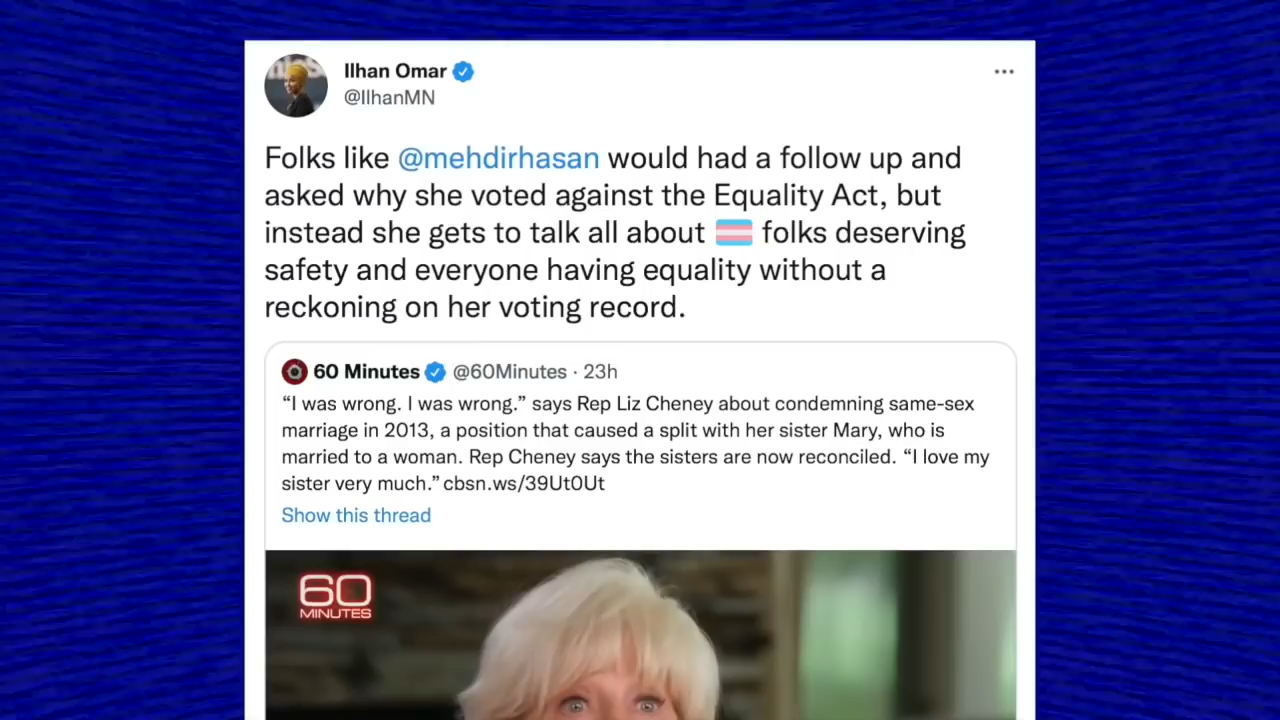 Ilhan Omar
@IlhanMN
Folks like @mehdirhasan would had a follow up and
asked why she voted against the Equality Act, but
instead she gets to talk all about 🏳️‍⚧️ folks deserving
safety and everyone having equality without a
reckoning on her voting record.
60 Minutes @60Minutes · 23h
“I was wrong. I was wrong.” says Rep Liz Cheney about condemning same-sex
marriage in 2013, a position that caused a split with her sister Mary, who is
married to a woman. Rep Cheney says the sisters are now reconciled. “I love my
sister very much.” cbsn.ws/39Ut0Ut
Show this thread
60
MINUTES